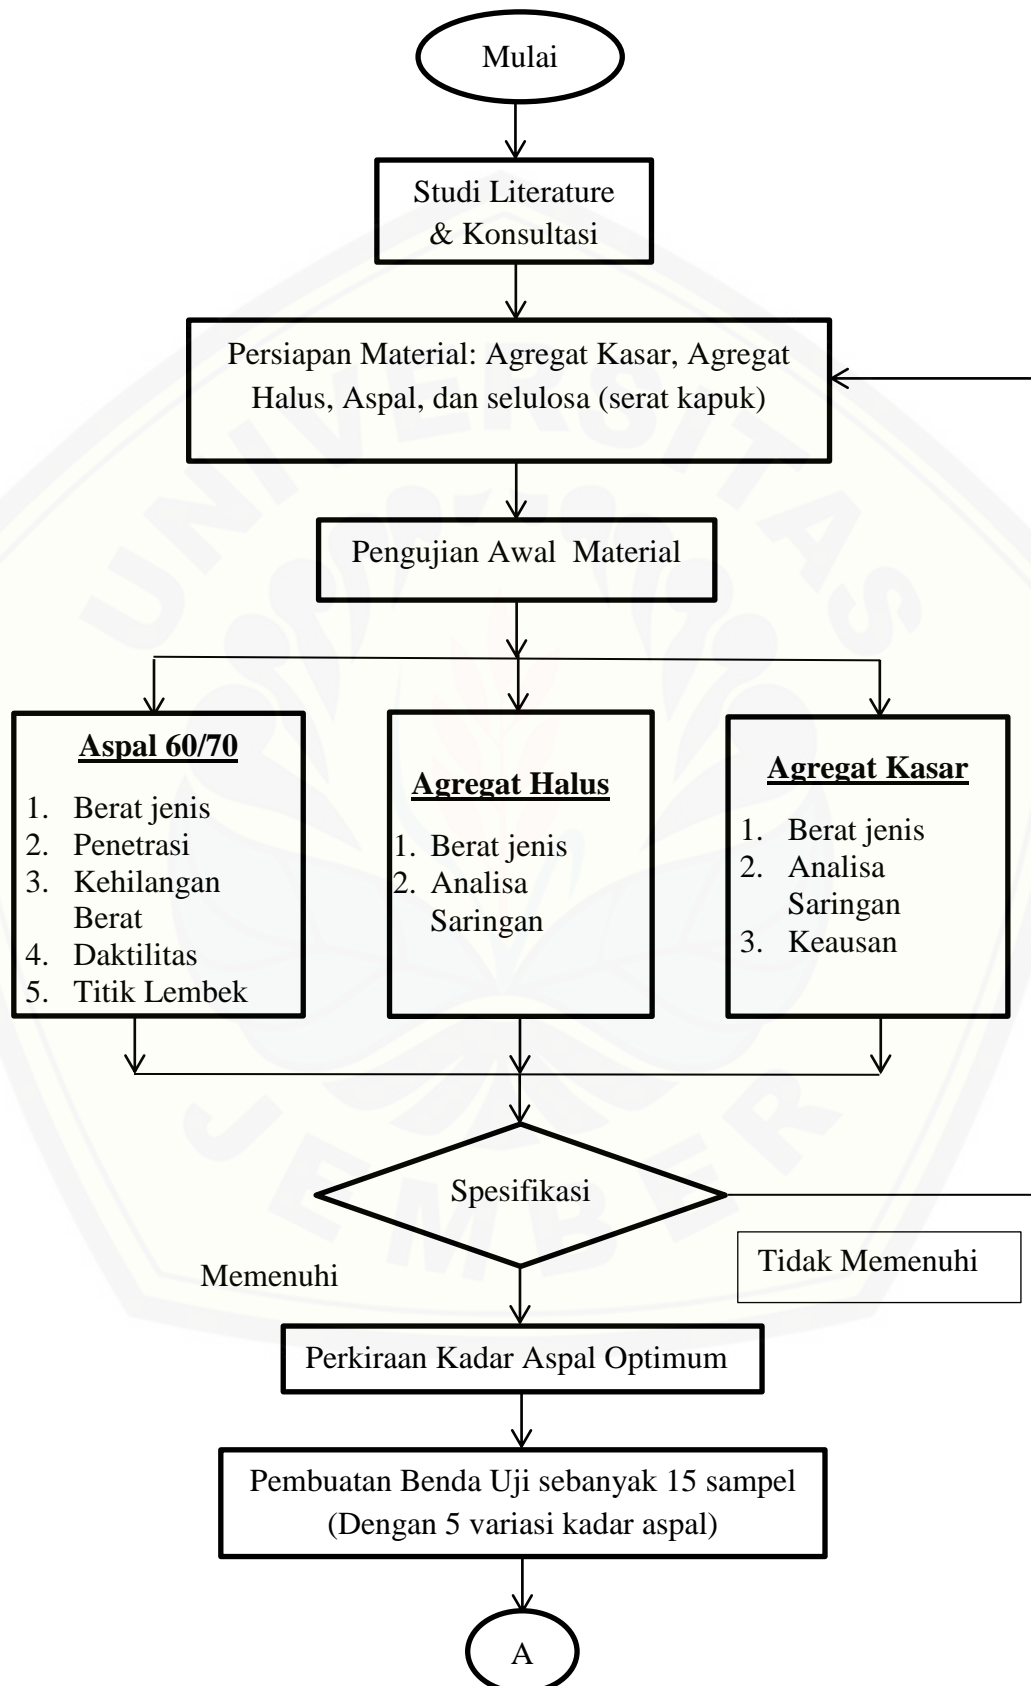 Mulai
Studi Literature
& Konsultasi
Persiapan Material: Agregat Kasar, Agregat
Halus, Aspal, dan selulosa (serat kapuk)
Pengujian Awal Material
Aspal 60/70
1. Berat jenis
2. Penetrasi
3. Kehilangan
Berat
4. Daktilitas
5. Titik Lembek
Agregat Halus
1. Berat jenis
2. Analisa
Saringan
Agregat Kasar
1. Berat jenis
2. Analisa
Saringan
3. Keausan
Spesifikasi
Tidak Memenuhi
Memenuhi
Perkiraan Kadar Aspal Optimum
Pembuatan Benda Uji sebanyak 15 sampel
(Dengan 5 variasi kadar aspal)
A
UNIVERSITAS
JEMBER